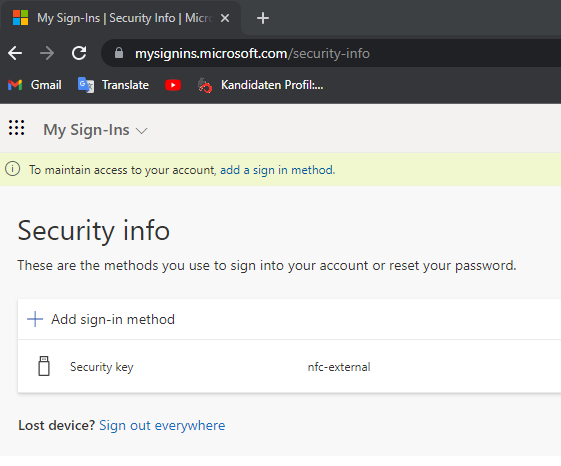 My Sign-Ins | Security Info | Micr
mysignins.microsoft.com/security-info
Gmail Translate Kandidaten Profil:...
My Sign-Ins
To maintain access to your account, add a sign in method.
Security info
These are the methods you use to sign into your account or reset your password.
Add sign-in method
Security key nfc-external
Lost device? Sign out everywhere